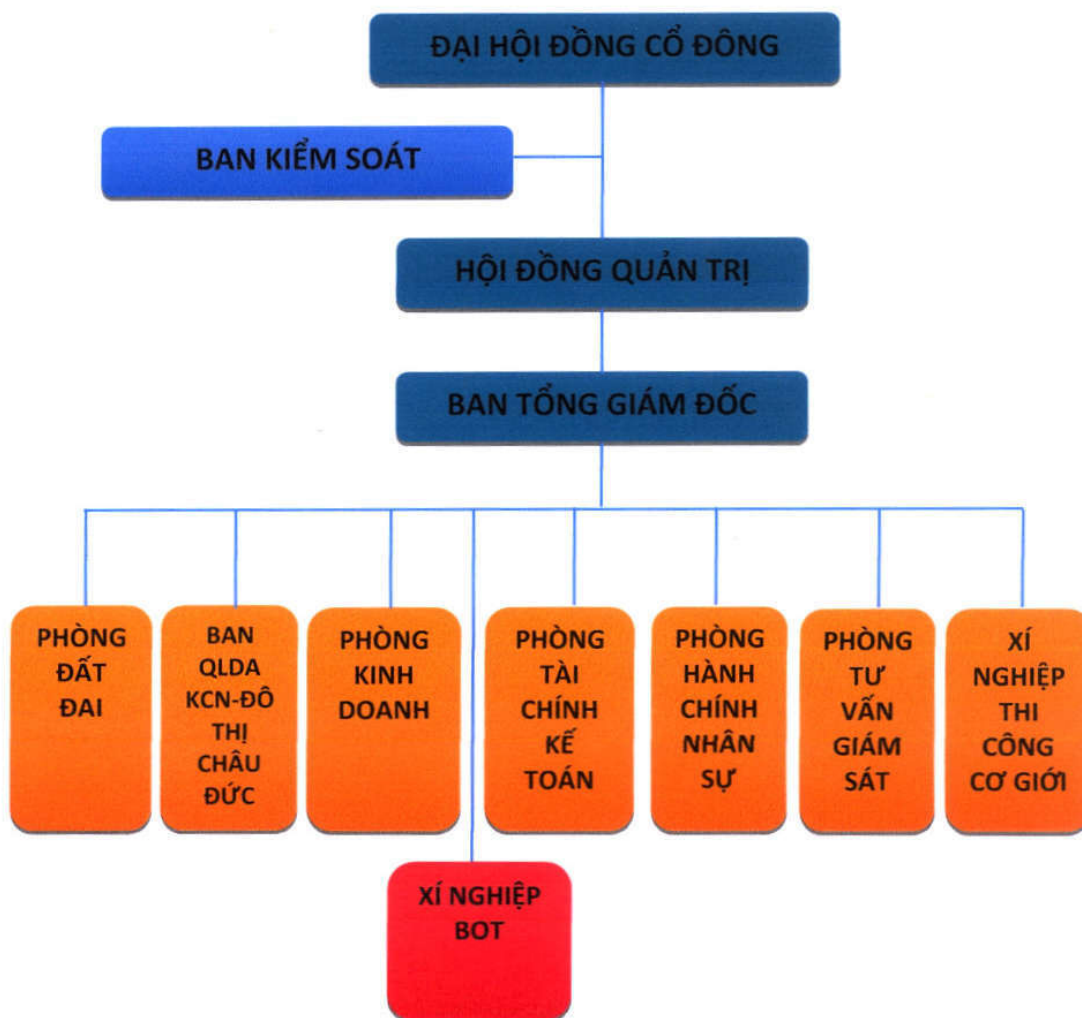 ĐẠI HỘI ĐỒNG CỔ ĐÔNG
BAN KIỂM SOÁT
HỘI ĐỒNG QUẢN TRỊ
BAN TỔNG GIÁM ĐỐC
PHÒNG
ĐẤT
ĐAI
BAN
QLDA
KCN-ĐÔ
THỊ
CHÂU
ĐỨC
PHÒNG
KINH
DOANH
PHÒNG
TÀI
CHÍNH
KẾ
TOÁN
PHÒNG
HÀNH
CHÍNH
NHÂN
SỰ
PHÒNG
TƯ
VẤN
GIÁM
SÁT
XÍ
NGHIỆP
THI
CÔNG
CƠ GIỚI
XÍ NGHIỆP
BOT